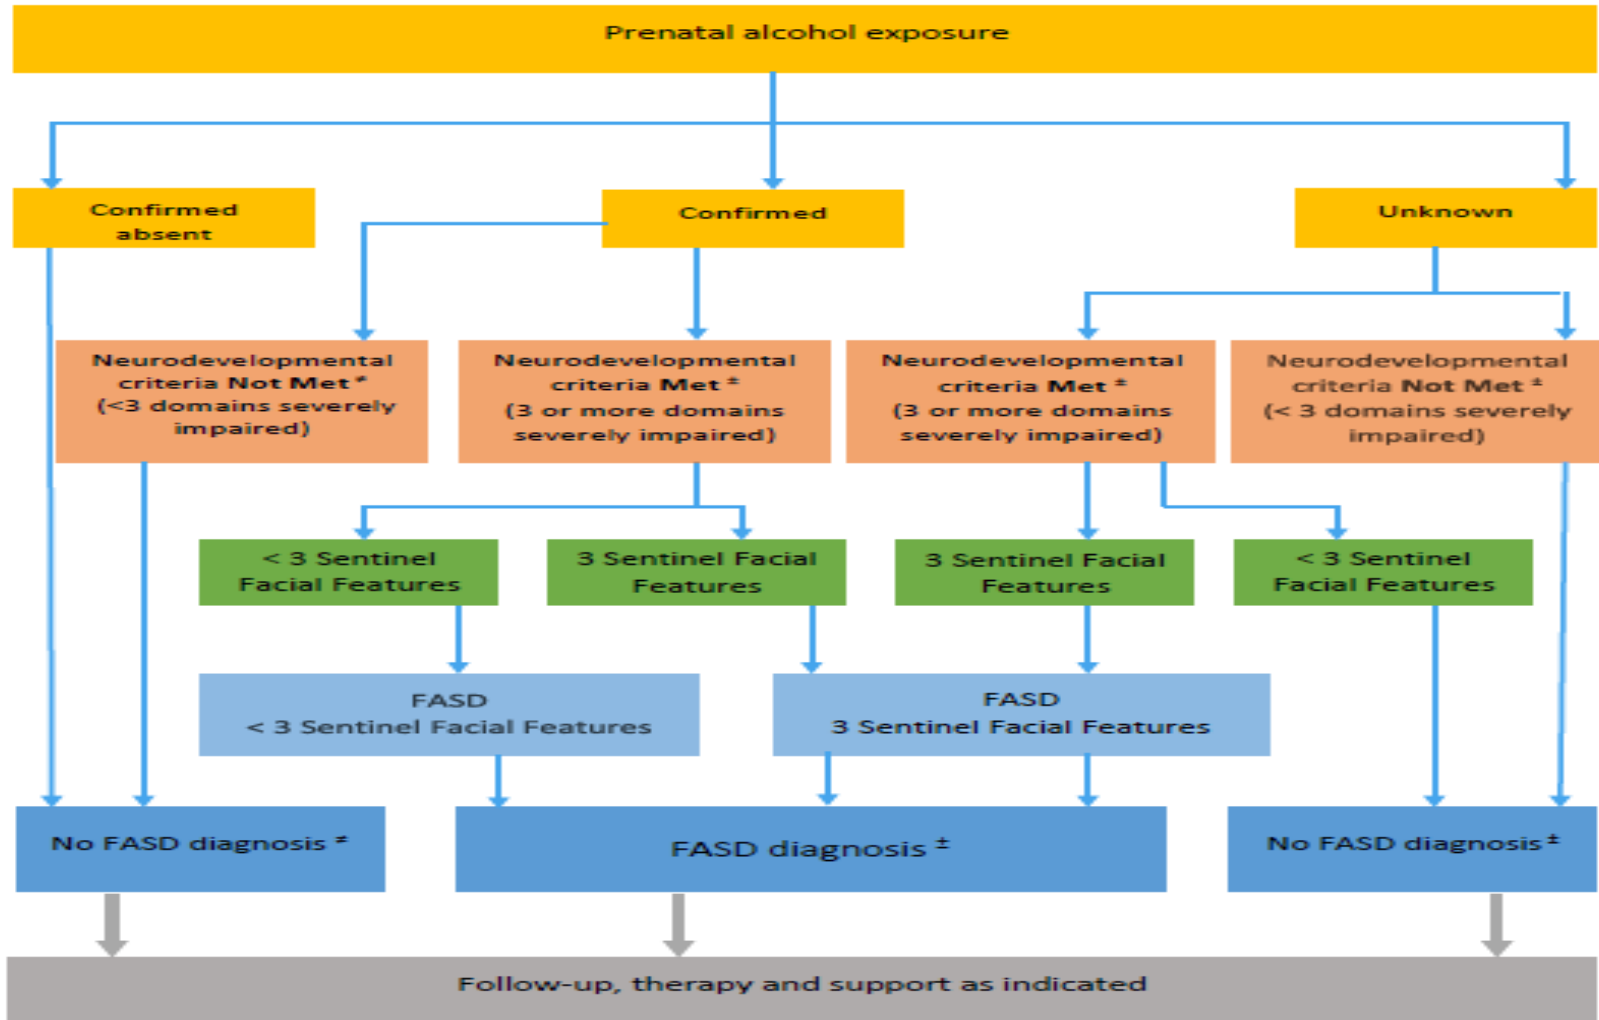 Prenatal alcohol exposure
Confirmed
absent
Confirmed
Unknown
Neurodevelopmental
criteria Not Met ≠
(<3 domains severely
impaired)
Neurodevelopmental
criteria Met ±
(3 or more domains
severely impaired)
Neurodevelopmental
criteria Met ±
(3 or more domains
severely impaired)
Neurodevelopmental
criteria Not Met ±
(< 3 domains severely
impaired)
< 3 Sentinel
Facial Features
3 Sentinel Facial
Features
3 Sentinel Facial
Features
< 3 Sentinel
Facial Features
FASD
< 3 Sentinel Facial Features
FASD
3 Sentinel Facial Features
No FASD diagnosis ≠
FASD diagnosis ±
No FASD diagnosis ±
Follow-up, therapy and support as indicated